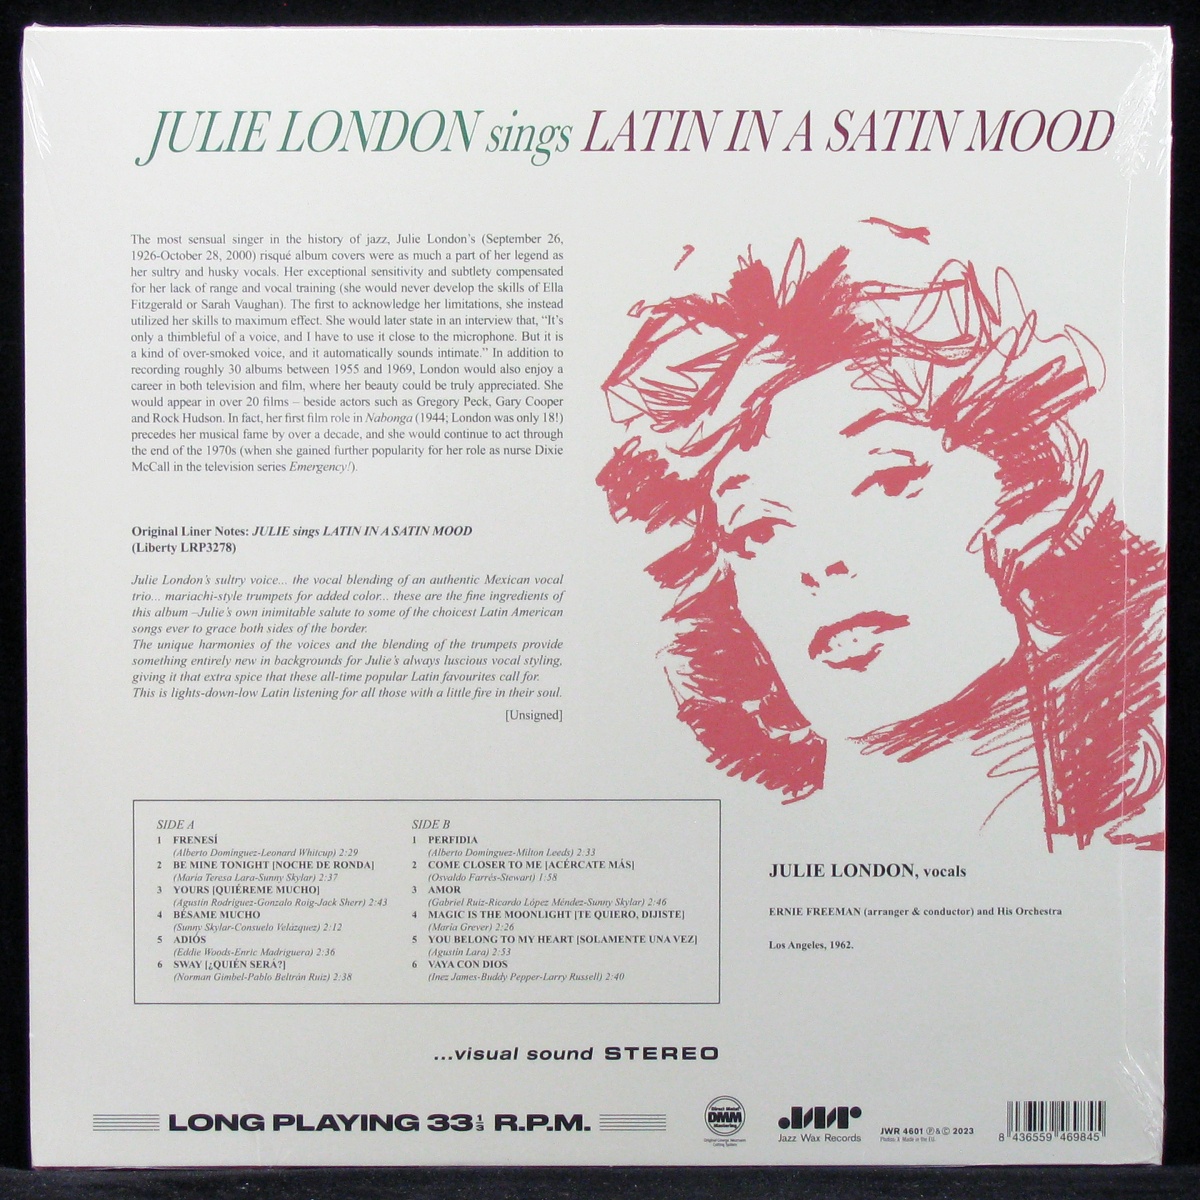 JULIE LONDON sings LATIN IN A SATIN MOOD
The most sensual singer in the history of jazz, Julie London's (September 26,
1926-October 28, 2000) risqué album covers were as much a part of her legend as
her sultry and husky vocals. Her exceptional sensitivity and subtlety compensated
for her lack of range and vocal training (she would never develop the skills of Ella
Fitzgerald or Sarah Vaughan). The first to acknowledge her limitations, she instead
utilized her skills to maximum effect. She would later state in an interview that, "It's
only a thimbleful of a voice, and I have to use it close to the microphone. But it is
a kind of over-smoked voice, and it automatically sounds intimate." In addition to
recording roughly 30 albums between 1955 and 1969, London would also enjoy a
career in both television and film, where her beauty could be truly appreciated. She
would appear in over 20 films – beside actors such as Gregory Peck, Gary Cooper
and Rock Hudson. In fact, her first film role in Nabonga (1944; London was only 18!)
precedes her musical fame by over a decade, and she would continue to act through
the end of the 1970s (when she gained further popularity for her role as nurse Dixie
McCall in the television series Emergency!).
Original Liner Notes: JULIE sings LATIN IN A SATIN MOOD
(Liberty LRP3278)
Julie London's sultry voice... the vocal blending of an authentic Mexican vocal
trio... mariachi-style trumpets for added color... these are the fine ingredients of
this album –Julie's own inimitable salute to some of the choicest Latin American
songs ever to grace both sides of the border.
The unique harmonies of the voices and the blending of the trumpets provide
something entirely new in backgrounds for Julie's always luscious vocal styling,
giving it that extra spice that these all-time popular Latin favourites call for.
This is lights-down-low Latin listening for all those with a little fire in their soul.
[Unsigned]
SIDE A
1 FRENESÍ
(Alberto Domínguez-Leonard Whitcup) 2:29
2 BE MINE TONIGHT [NOCHE DE RONDA]
(María Teresa Lara-Sunny Skylar) 2:37
3 YOURS [QUIÉREME MUCHO]
(Agustín Rodríguez-Gonzalo Roig-Jack Sherr) 2:43
4 BÉSAME MUCHO
(Sunny Skylar-Consuelo Velázquez) 2:12
5 ADIÓS
(Eddie Woods-Enric Madriguera) 2:36
6 SWAY [¿QUIÉN SERÁ?]
(Norman Gimbel-Pablo Beltrán Ruiz) 2:38
SIDE B
1 PERFIDIA
(Alberto Domínguez-Milton Leeds) 2:33
2 COME CLOSER TO ME [ACÉRCATE MÁS]
(Osvaldo Farrés-Stewart) 1:58
3 AMOR
(Gabriel Ruiz-Ricardo López Méndez-Sunny Skylar) 2:46
4 MAGIC IS THE MOONLIGHT [TE QUIERO, DIJISTE]
(María Grever) 2:26
5 YOU BELONG TO MY HEART [SOLAMENTE UNA VEZ]
(Agustín Lara) 2:53
6 VAYA CON DIOS
(Inez James-Buddy Pepper-Larry Russell) 2:40
JULIE LONDON, vocals
ERNIE FREEMAN (arranger & conductor) and His Orchestra
Los Angeles, 1962.
...visual sound STEREO
LONG PLAYING 33⅓ R.P.M.
Direct Metal
DMM
Mastering
JWR
Jazz Wax Records
JWR 4601 ℗&© 2023
Made in the EU.
8 436559 469845